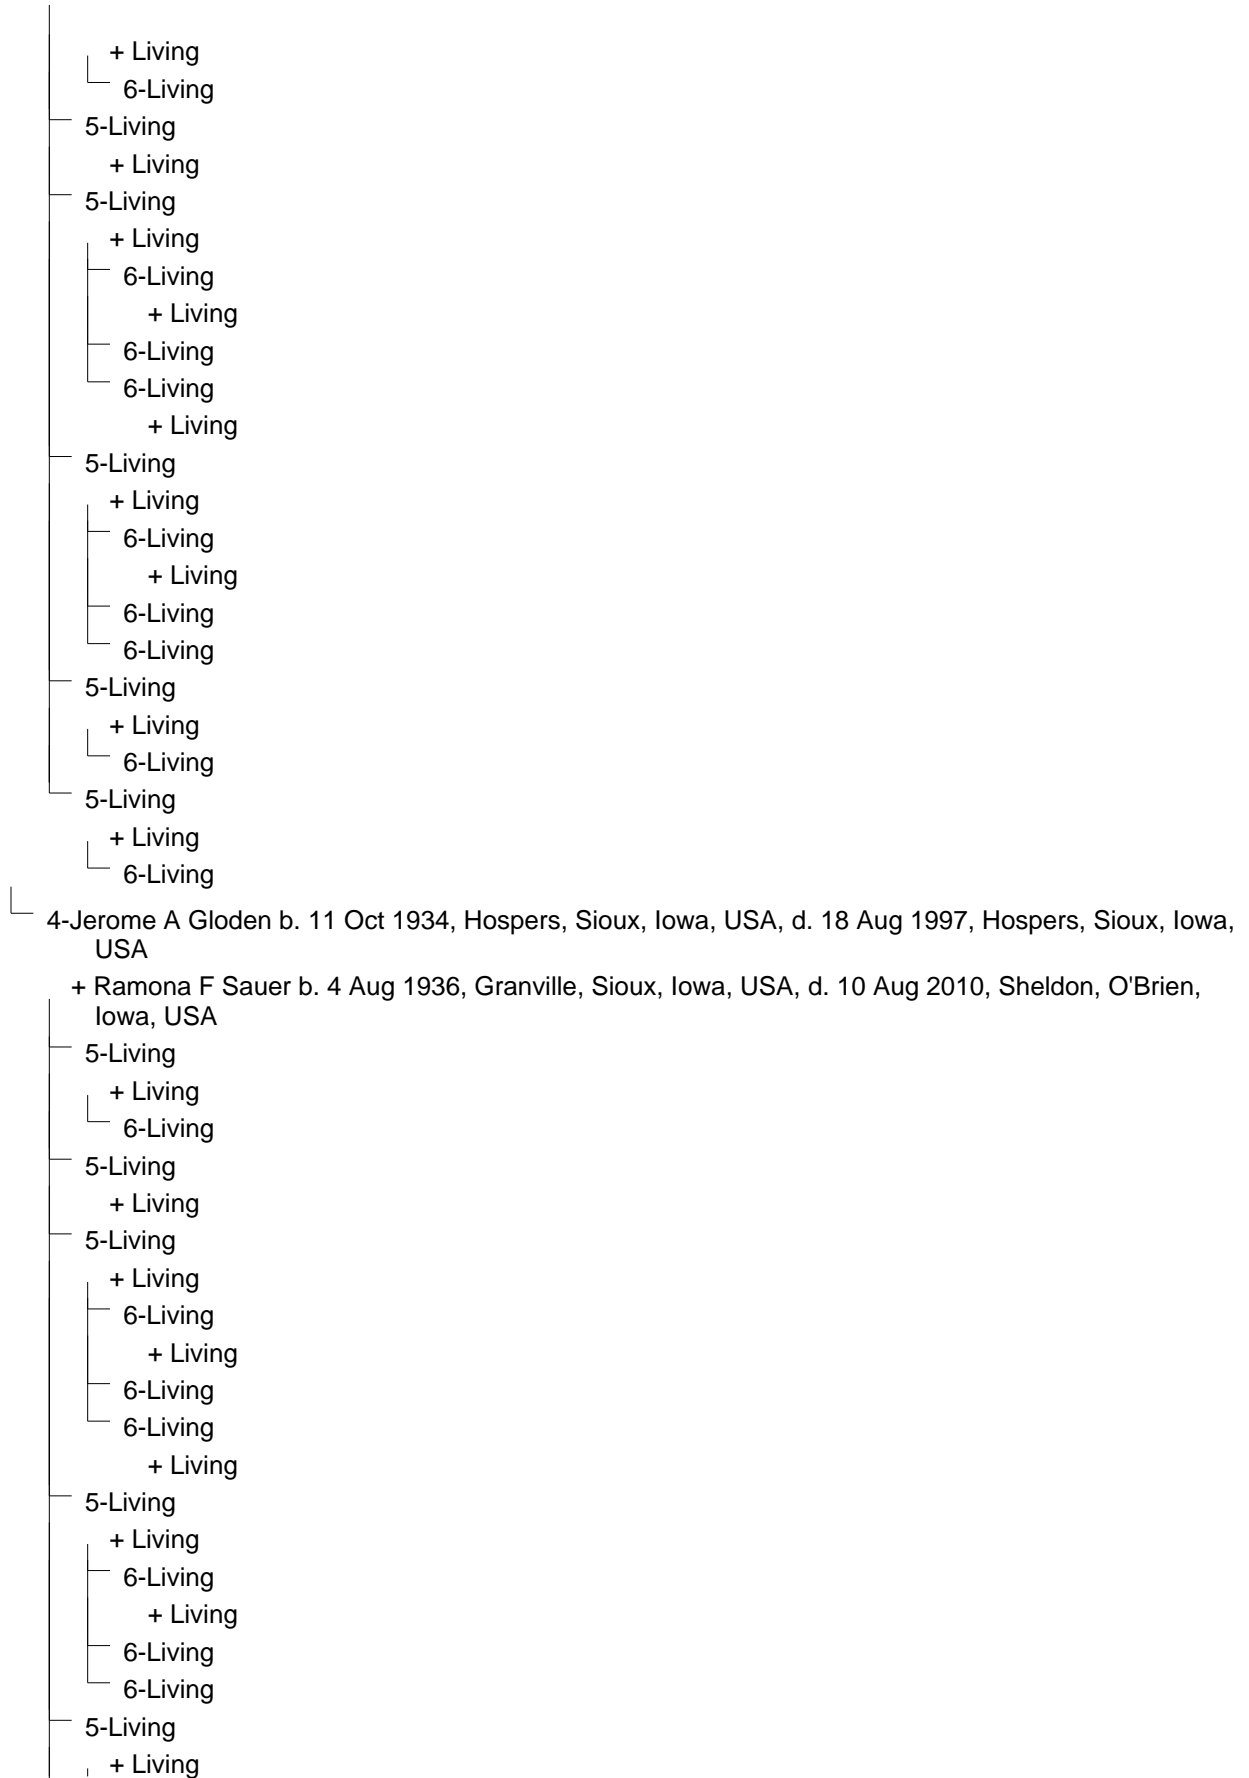 + Living
6-Living
5-Living
+ Living
5-Living
+ Living
6-Living
+ Living
6-Living
6-Living
+ Living
5-Living
+ Living
6-Living
+ Living
6-Living
6-Living
5-Living
+ Living
6-Living
5-Living
+ Living
6-Living
4-Jerome A Gloden b. 11 Oct 1934, Hospers, Sioux, Iowa, USA, d. 18 Aug 1997, Hospers, Sioux, Iowa,
USA
+ Ramona F Sauer b. 4 Aug 1936, Granville, Sioux, Iowa, USA, d. 10 Aug 2010, Sheldon, O'Brien,
Iowa, USA
5-Living
+ Living
6-Living
5-Living
+ Living
5-Living
+ Living
6-Living
+ Living
6-Living
6-Living
+ Living
5-Living
+ Living
6-Living
+ Living
6-Living
6-Living
5-Living
+ Living